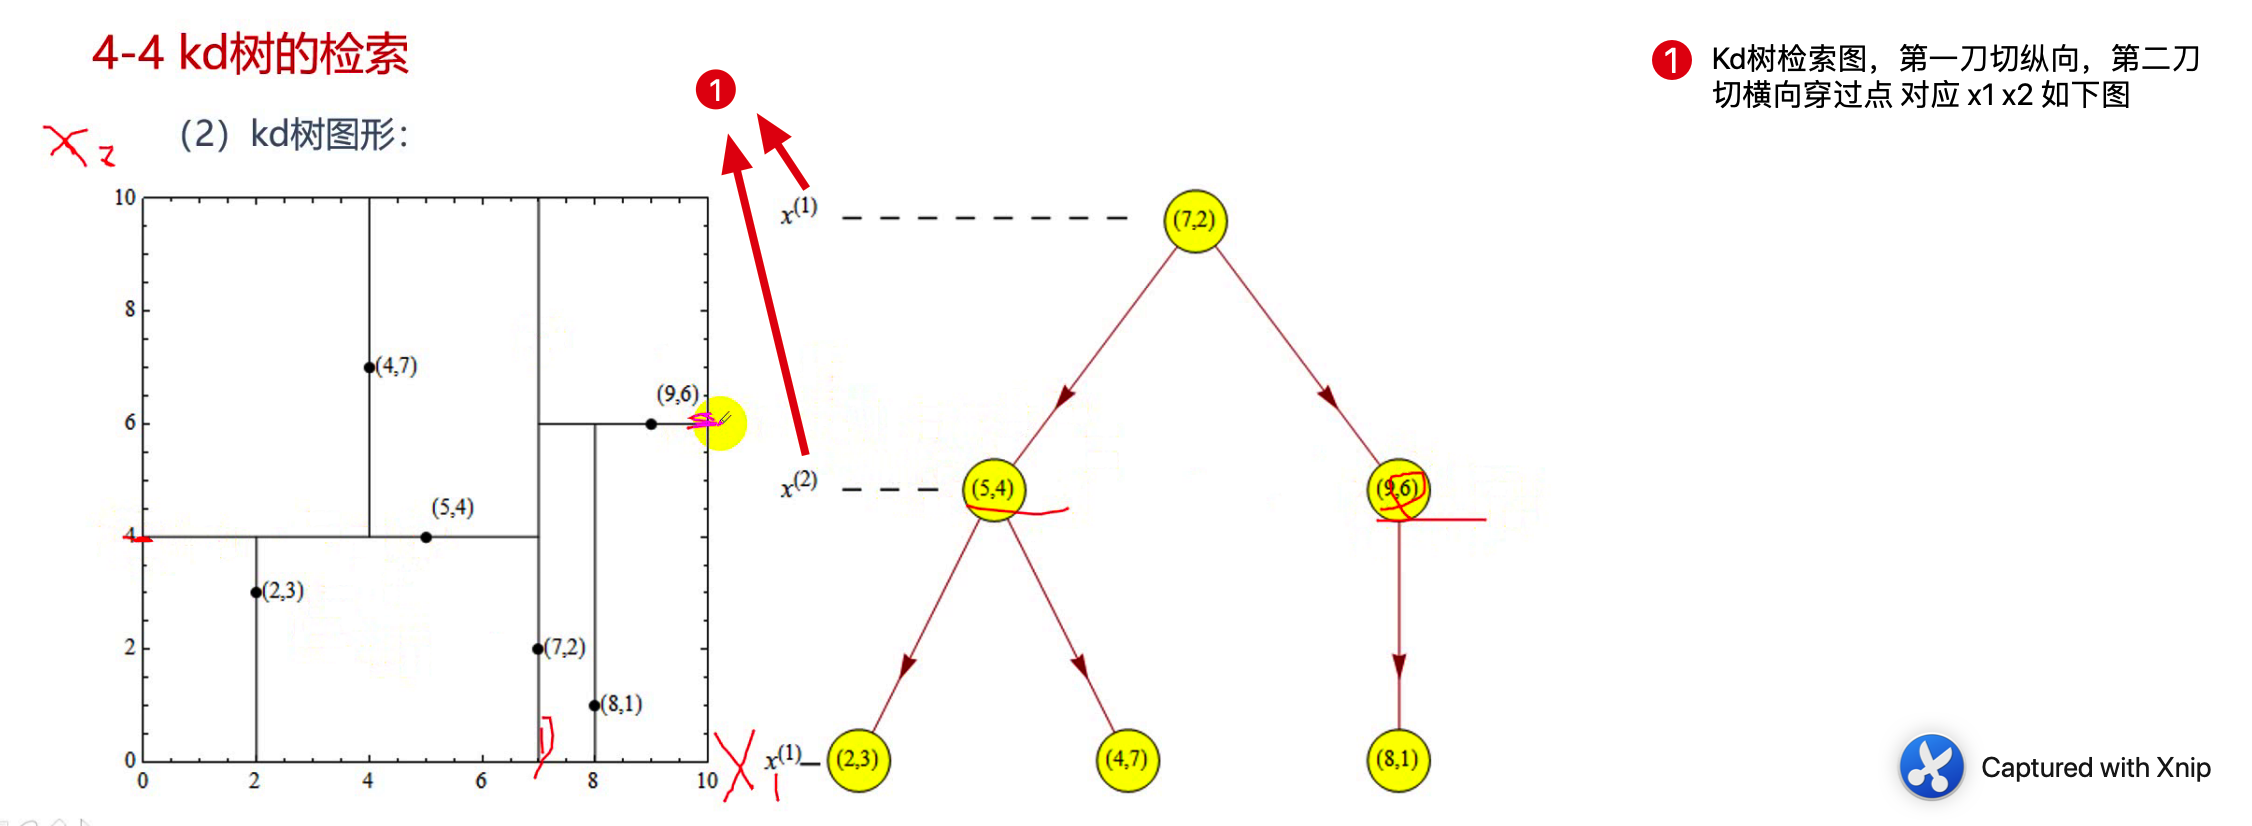 4-4 kd树的检索
1
1 Kd树检索图，第一刀切纵向，第二刀
切横向穿过点 对应 x1 x2 如下图
X2
（2）kd树图形：
10
8
6
4
2
0
0 2 4 6 8 10
(4,7)
(9,6)
(5,4)
(2,3)
(7,2)
(8,1)
X1
x(1)
(7,2)
x(2)
(5,4)
(9,6)
x(1)
(2,3)
(4,7)
(8,1)
Captured with Xnip